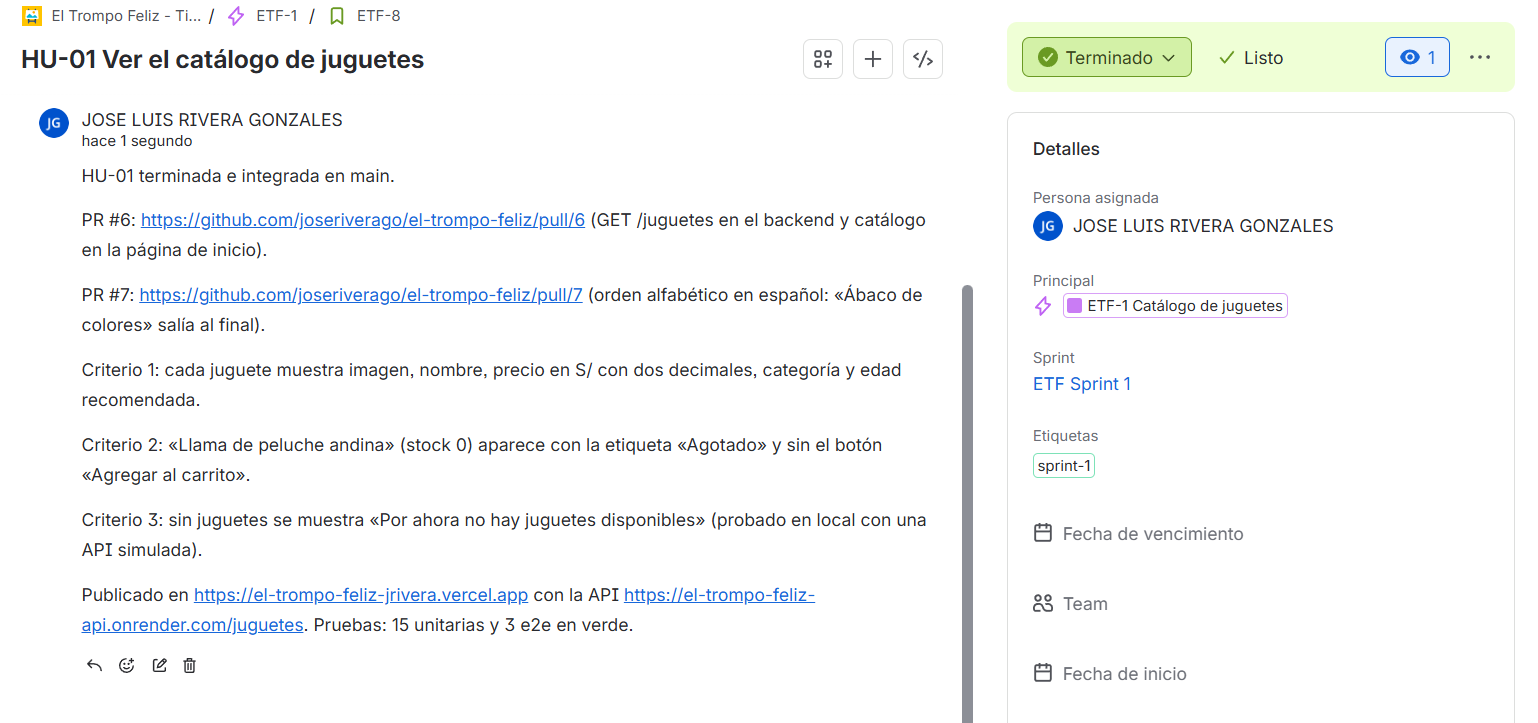 El Trompo Feliz - Ti... / ETF-1 / ETF-8
HU-01 Ver el catálogo de juguetes
JG
JOSE LUIS RIVERA GONZALES
hace 1 segundo
HU-01 terminada e integrada en main.
PR #6: https://github.com/joseriverago/el-trompo-feliz/pull/6 (GET /juguetes en el backend y catálogo
en la página de inicio).
PR #7: https://github.com/joseriverago/el-trompo-feliz/pull/7 (orden alfabético en español: «Ábaco de
colores» salía al final).
Criterio 1: cada juguete muestra imagen, nombre, precio en S/ con dos decimales, categoría y edad
recomendada.
Criterio 2: «Llama de peluche andina» (stock 0) aparece con la etiqueta «Agotado» y sin el botón
«Agregar al carrito».
Criterio 3: sin juguetes se muestra «Por ahora no hay juguetes disponibles» (probado en local con una
API simulada).
Publicado en https://el-trompo-feliz-jrivera.vercel.app con la API https://el-trompo-feliz-
api.onrender.com/juguetes. Pruebas: 15 unitarias y 3 e2e en verde.
Terminado
Listo
1
Detalles
Persona asignada
JG JOSE LUIS RIVERA GONZALES
Principal
ETF-1 Catálogo de juguetes
Sprint
ETF Sprint 1
Etiquetas
sprint-1
Fecha de vencimiento
Team
Fecha de inicio